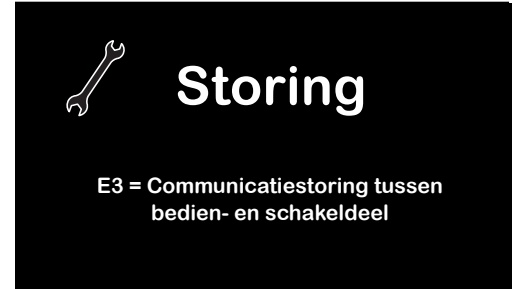 Storing
E3 = Communicatiestoring tussen
bedien- en schakeldeel